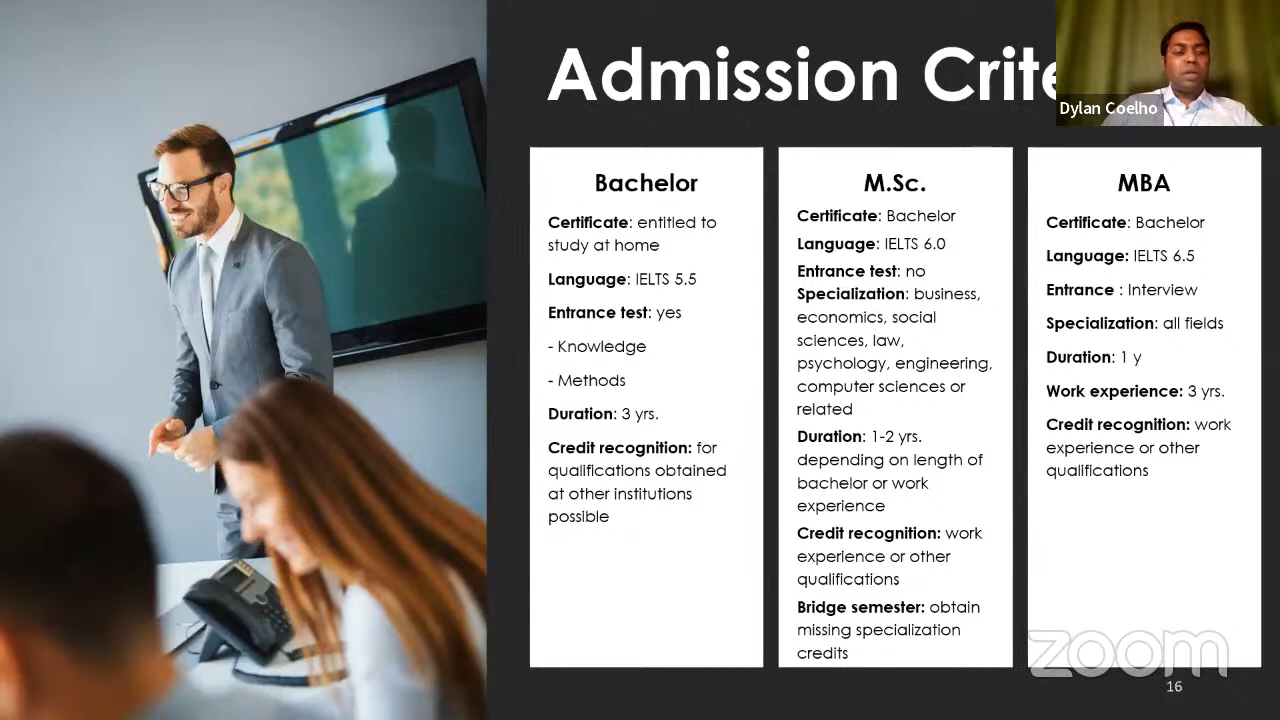 Admission Crite
Dylan Coelho
Bachelor
Certificate: entitled to
study at home
Language: IELTS 5.5
Entrance test: yes
- Knowledge
- Methods
Duration: 3 yrs.
Credit recognition: for
qualifications obtained
at other institutions
possible
M.Sc.
Certificate: Bachelor
Language: IELTS 6.0
Entrance test: no
Specialization: business,
economics, social
sciences, law,
psychology, engineering,
computer sciences or
related
Duration: 1-2 yrs.
depending on length of
bachelor or work
experience
Credit recognition: work
experience or other
qualifications
Bridge semester: obtain
missing specialization
credits
MBA
Certificate: Bachelor
Language: IELTS 6.5
Entrance : Interview
Specialization: all fields
Duration: 1 y
Work experience: 3 yrs.
Credit recognition: work
experience or other
qualifications
zoom
16